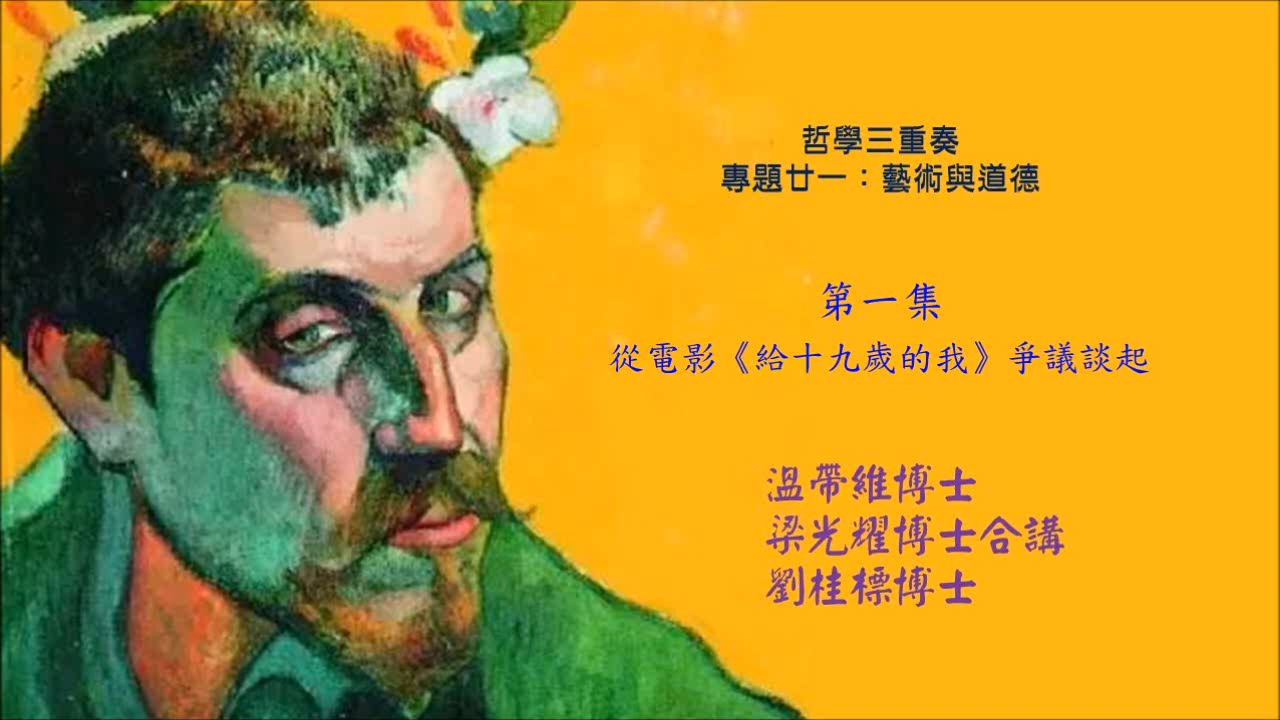 哲學三重奏
專題廿一：藝術與道德
第一集
從電影《給十九歲的我》爭議談起
溫帶維博士
梁光耀博士合講
劉桂標博士